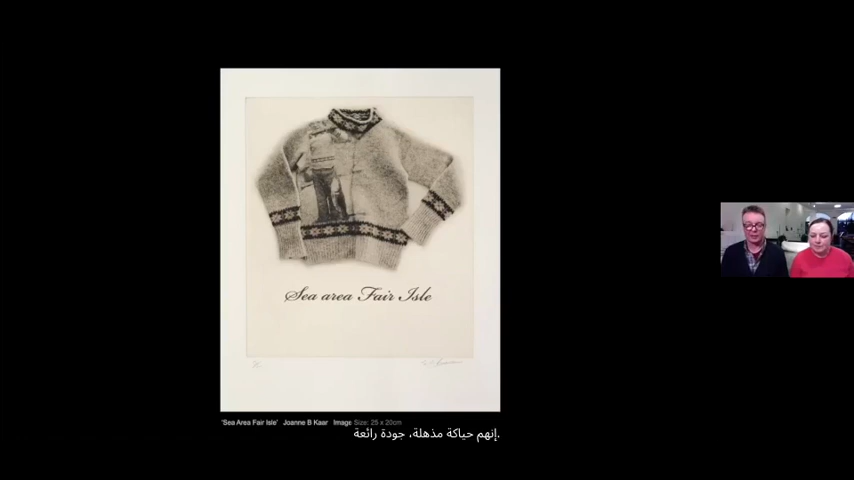 Sea area Fair Isle
'Sea Area Fair Isle' Joanne B Kaar Image Size: 25 x 20cm
إنهم حياكة مذهلة، جودة رائعة.